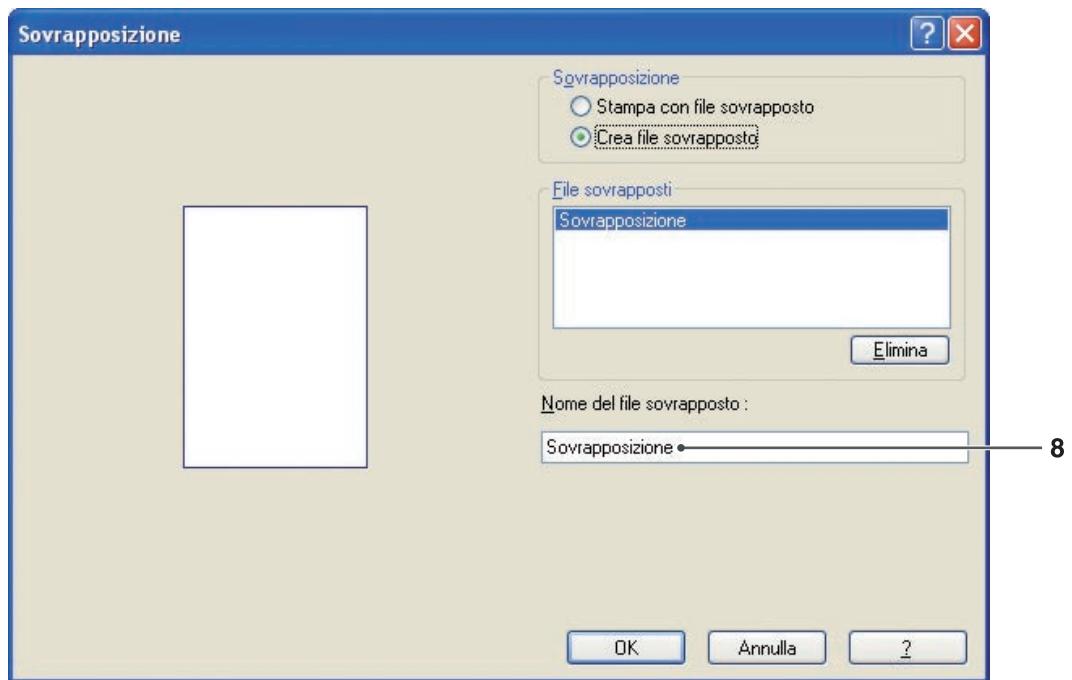 Sovrapposizione
?
Sovrapposizione
Stampa con file sovrapposto
Crea file sovrapposto
File sovrapposti
Sovrapposizione
Elimina
Nome del file sovrapposto :
Sovrapposizione
8
OK
Annulla
?